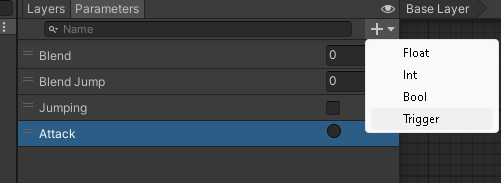 Layers Parameters Base Layer
Name
Float
Blend 0
Int
Blend Jump 0
Bool
Jumping
Trigger
Attack